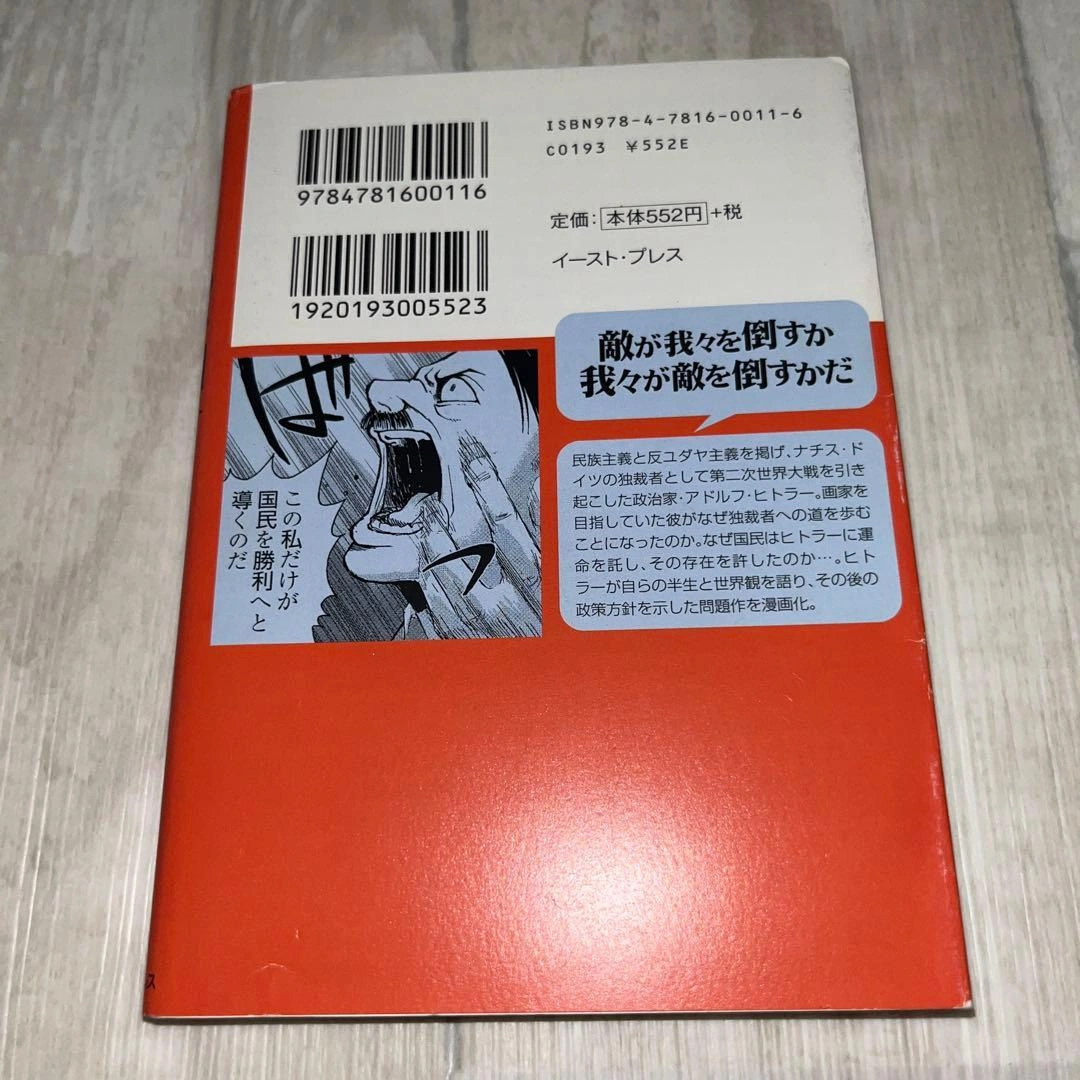 ISBN978-4-7816-0011-6
C0193 ¥552E
9784781600116
定価：本体552円+税
イースト・プレス
1920193005523
敵が我々を倒すか
我々が敵を倒すかだ
民族主義と反ユダヤ主義を掲げ、ナチス・ド
イツの独裁者として第二次世界大戦を引き
起こした政治家・アドルフ・ヒトラー。画家を
目指していた彼がなぜ独裁者への道を歩む
ことになったのか。なぜ国民はヒトラーに運
命を託し、その存在を許したのか…。ヒト
ラーが自らの半生と世界観を語り、その後の
政策方針を示した問題作を漫画化。
ばっ
この私だけが
国民を勝利へと
導くのだ
ス